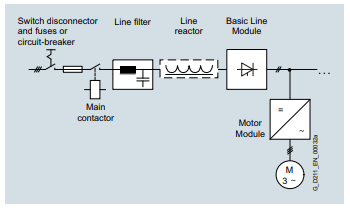 Switch disconnector
and fuses or
circuit-breaker
Line filter
Line
reactor
Basic Line
Module
Main
contactor
Motor
Module
=
~
M
3 ~
G_D211_EN_00032a
...